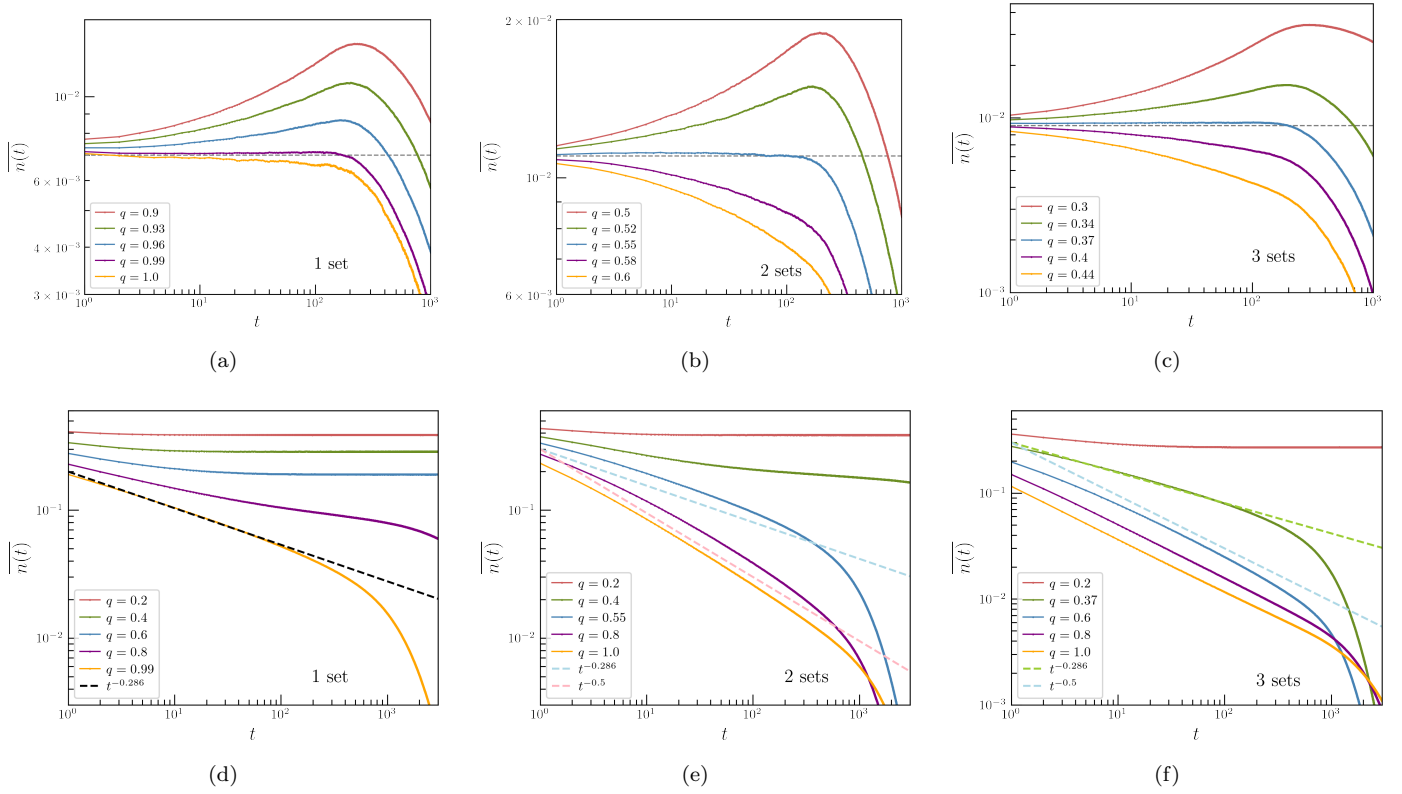 $\overline{n(t)}$
10⁻²
6 × 10⁻³
4 × 10⁻³
3 × 10⁻³
q = 0.9
q = 0.93
q = 0.96
q = 0.99
q = 1.0
1 set
10⁰ 10¹ 10² 10³
t
(a)
$\overline{n(t)}$
2 × 10⁻²
10⁻²
6 × 10⁻³
q = 0.5
q = 0.52
q = 0.55
q = 0.58
q = 0.6
2 sets
10⁰ 10¹ 10² 10³
t
(b)
$\overline{n(t)}$
10⁻²
10⁻³
q = 0.3
q = 0.34
q = 0.37
q = 0.4
q = 0.44
3 sets
10⁰ 10¹ 10² 10³
t
(c)
$\overline{n(t)}$
10⁻¹
10⁻²
q = 0.2
q = 0.4
q = 0.6
q = 0.8
q = 0.99
t⁻⁰·²⁸⁶
1 set
10⁰ 10¹ 10² 10³
t
(d)
$\overline{n(t)}$
10⁻¹
10⁻²
q = 0.2
q = 0.4
q = 0.55
q = 0.8
q = 1.0
t⁻⁰·²⁸⁶
t⁻⁰·⁵
2 sets
10⁰ 10¹ 10² 10³
t
(e)
$\overline{n(t)}$
10⁻¹
10⁻²
10⁻³
q = 0.2
q = 0.37
q = 0.6
q = 0.8
q = 1.0
t⁻⁰·²⁸⁶
t⁻⁰·⁵
3 sets
10⁰ 10¹ 10² 10³
t
(f)